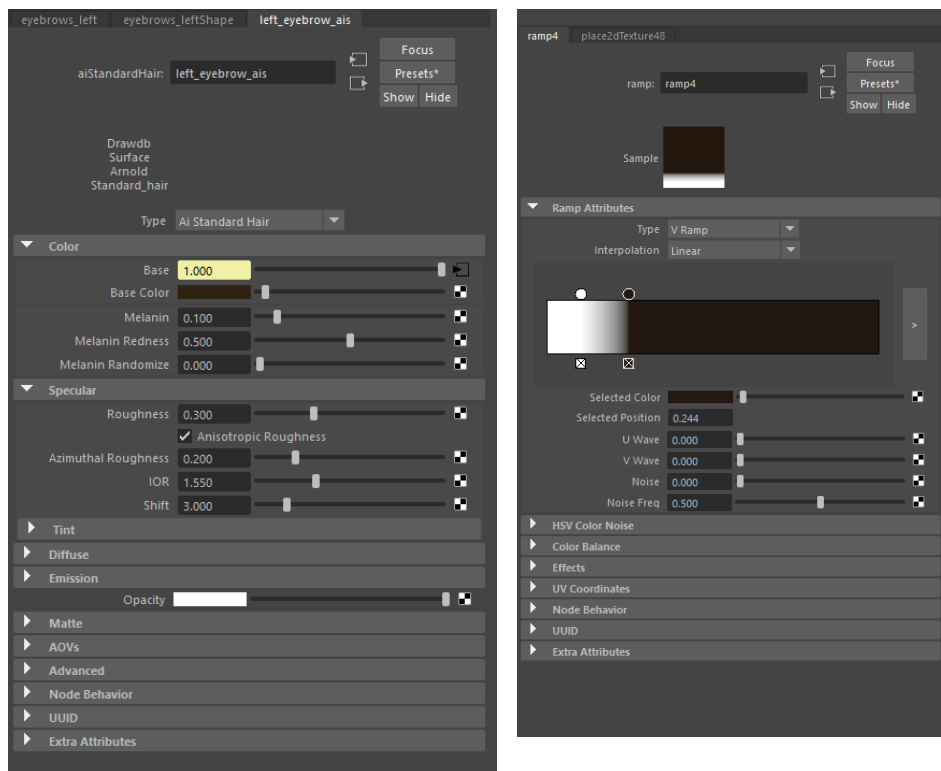 eyebrows_left eyebrows_leftShape left_eyebrow_ais
Focus
aiStandardHair: left_eyebrow_ais
Presets*
Show Hide
Drawdb
Surface
Arnold
Standard_hair
Type Ai Standard Hair
Color
Base 1.000
Base Color
Melanin 0.100
Melanin Redness 0.500
Melanin Randomize 0.000
Specular
Roughness 0.300
Anisotropic Roughness
Azimuthal Roughness 0.200
IOR 1.550
Shift 3.000
Tint
Diffuse
Emission
Opacity
Matte
AOVs
Advanced
Node Behavior
UUID
Extra Attributes
ramp4 place2dTexture48
Focus
ramp: ramp4
Presets*
Show Hide
Sample
Ramp Attributes
Type V Ramp
Interpolation Linear
>
Selected Color
Selected Position 0.244
U Wave 0.000
V Wave 0.000
Noise 0.000
Noise Freq 0.500
HSV Color Noise
Color Balance
Effects
UV Coordinates
Node Behavior
UUID
Extra Attributes